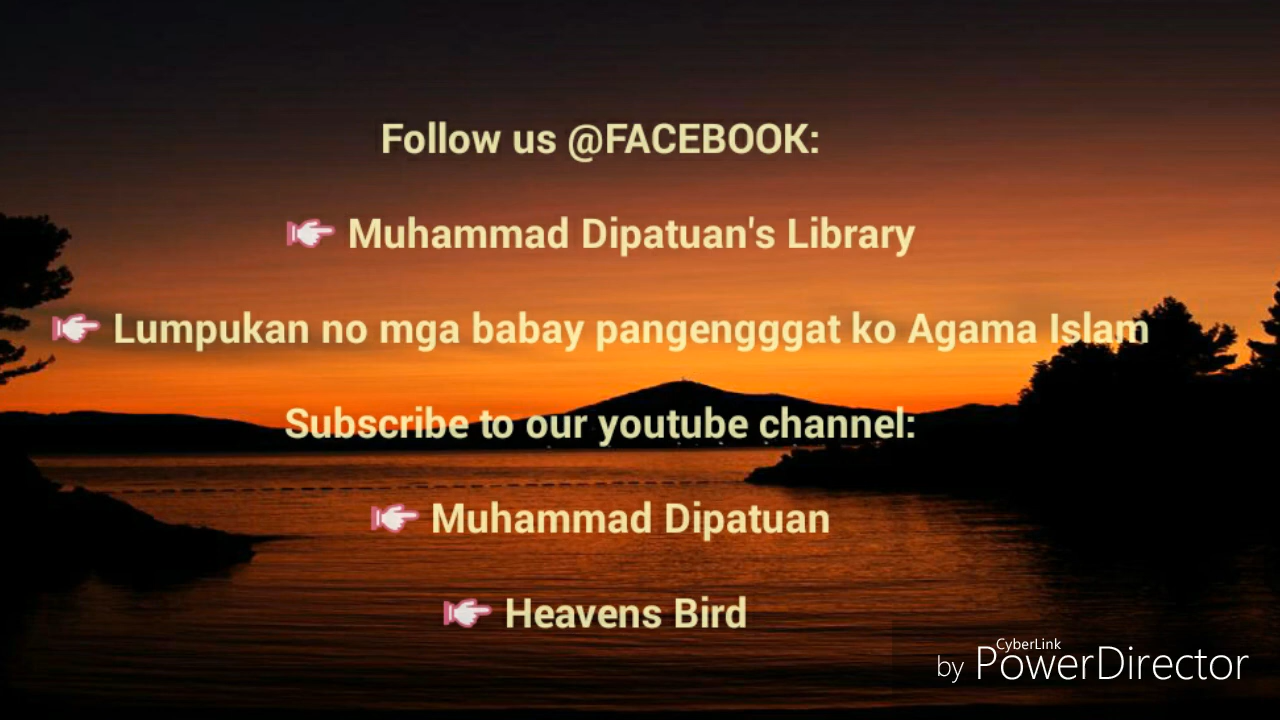 Follow us @FACEBOOK:
👉 Muhammad Dipatuan's Library
👉 Lumpukan no mga babay pangengggat ko Agama Islam
Subscribe to our youtube channel:
👉 Muhammad Dipatuan
👉 Heavens Bird
by CyberLink PowerDirector